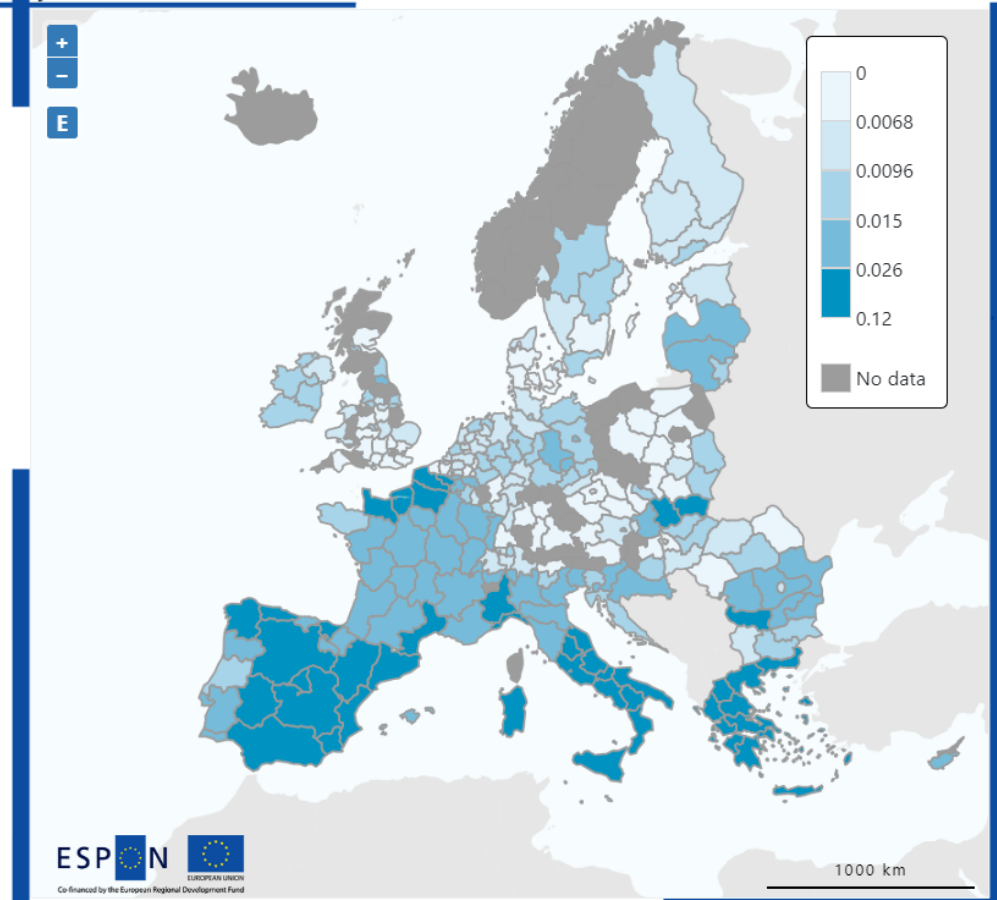 +
−
E
0
0.0068
0.0096
0.015
0.026
0.12
No data
1000 km
ESPON
EUROPEAN UNION
Co-financed by the European Regional Development Fund